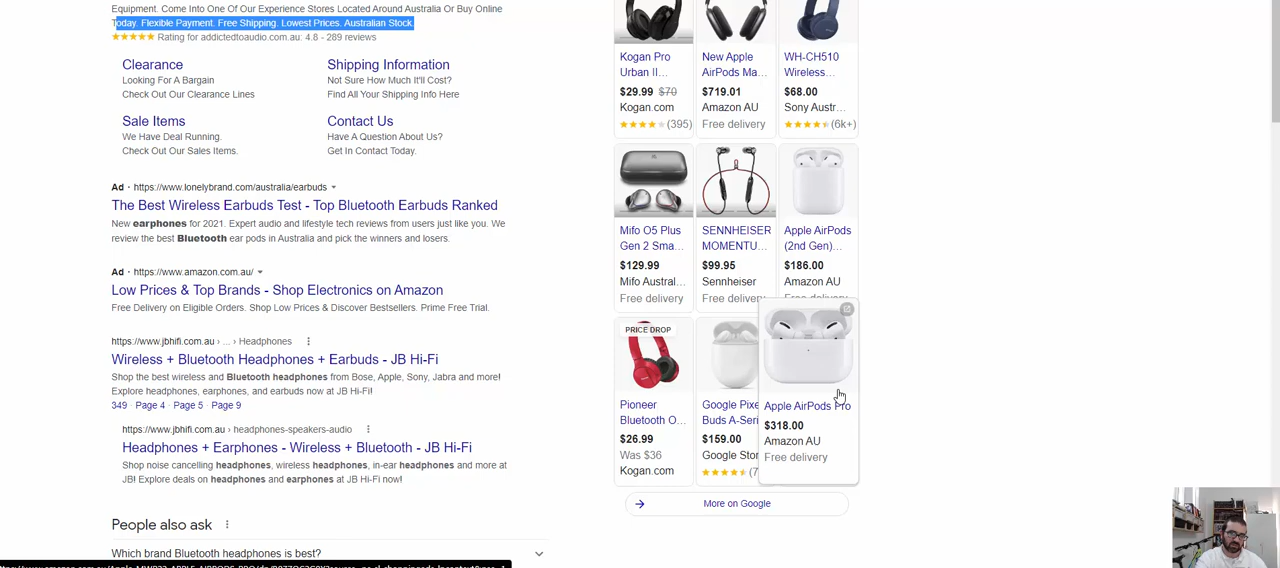 Equipment. Come Into One Of Our Experience Stores Located Around Australia Or Buy Online
Today. Flexible Payment. Free Shipping. Lowest Prices. Australian Stock.
Rating for addictedtoaudio.com.au: 4.8 - 289 reviews
Clearance
Looking For A Bargain
Check Out Our Clearance Lines
Shipping Information
Not Sure How Much It'll Cost?
Find All Your Shipping Info Here
Sale Items
We Have Deal Running.
Check Out Our Sales Items.
Contact Us
Have A Question About Us?
Get In Contact Today.
Ad · https://www.lonelybrand.com/australia/earbuds
The Best Wireless Earbuds Test - Top Bluetooth Earbuds Ranked
New earphones for 2021. Expert audio and lifestyle tech reviews from users just like you. We
review the best Bluetooth ear pods in Australia and pick the winners and losers.
Ad · https://www.amazon.com.au/
Low Prices & Top Brands - Shop Electronics on Amazon
Free Delivery on Eligible Orders. Shop Low Prices & Discover Bestsellers. Prime Free Trial.
https://www.jbhifi.com.au › ... › Headphones
Wireless + Bluetooth Headphones + Earbuds - JB Hi-Fi
Shop the best wireless and Bluetooth headphones from Bose, Apple, Sony, Jabra and more!
Explore headphones, earphones, and earbuds now at JB Hi-Fi!
349 · Page 4 · Page 5 · Page 9
https://www.jbhifi.com.au › headphones-speakers-audio
Headphones + Earphones - Wireless + Bluetooth - JB Hi-Fi
Shop noise cancelling headphones, wireless headphones, in-ear headphones and more at
JB! Explore deals on headphones and earphones at JB Hi-Fi now!
People also ask
Which brand Bluetooth headphones is best?
Kogan Pro
Urban II...
$29.99 $70
Kogan.com
(395)
New Apple
AirPods Ma...
$719.01
Amazon AU
Free delivery
WH-CH510
Wireless...
$68.00
Sony Austr...
(6k+)
Mifo O5 Plus
Gen 2 Sma...
$129.99
Mifo Austral...
Free delivery
SENNHEISER
MOMENTU...
$99.95
Sennheiser
Free delivery
Apple AirPods
(2nd Gen)...
$186.00
Amazon AU
Free delivery
PRICE DROP
Pioneer
Bluetooth O...
$26.99
Was $36
Kogan.com
Google Pixe
Buds A-Seri
$159.00
Google Stor
(7
Apple AirPods Pro
$318.00
Amazon AU
Free delivery
More on Google